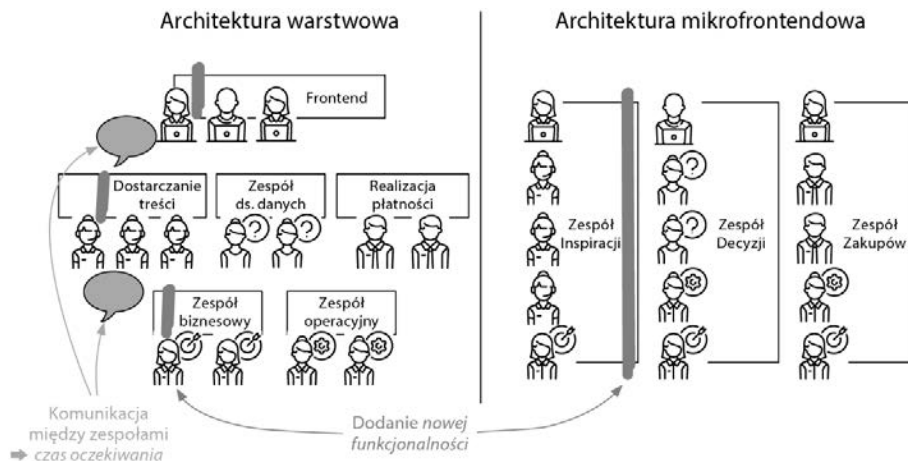 Architektura warstwowa
Architektura mikrofrontendowa
Frontend
Dostarczanie
treści
Zespół
ds. danych
Realizacja
płatności
Zespół
biznesowy
Zespół
operacyjny
Zespół
Inspiracji
Zespół
Decyzji
Zespół
Zakupów
Komunikacja
między zespołami
➡ czas oczekiwania
Dodanie nowej
funkcjonalności